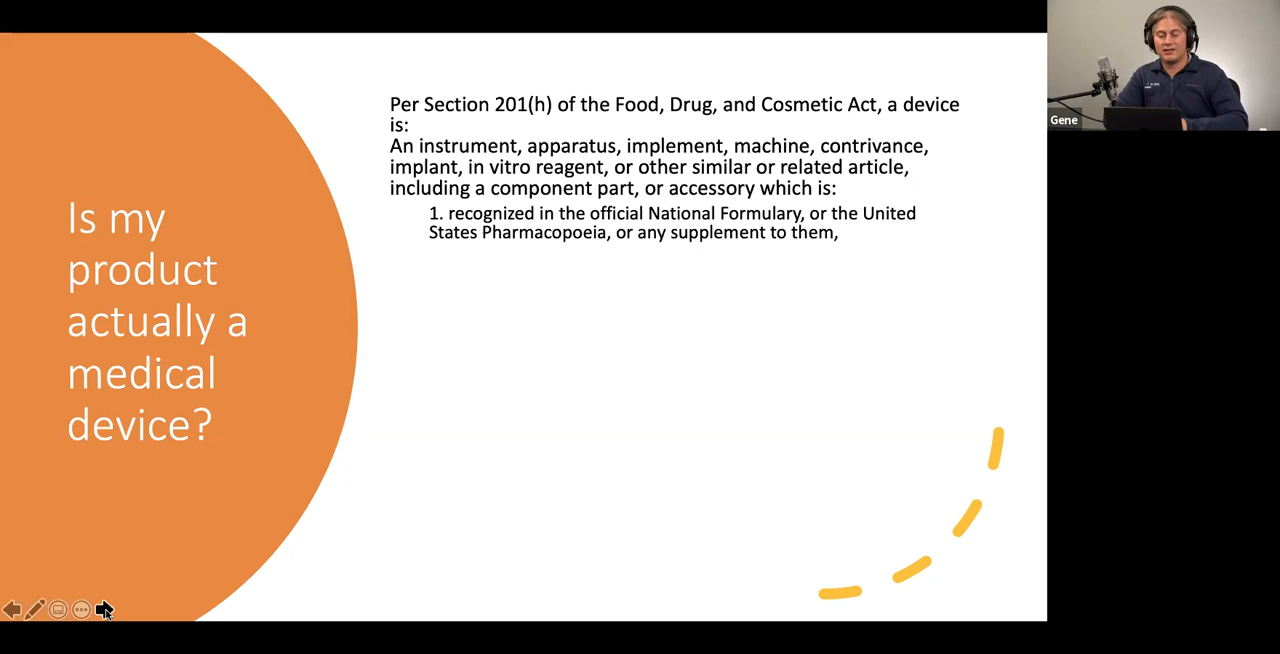 Is my
product
actually a
medical
device?
Per Section 201(h) of the Food, Drug, and Cosmetic Act, a device
is:
An instrument, apparatus, implement, machine, contrivance,
implant, in vitro reagent, or other similar or related article,
including a component part, or accessory which is:
1. recognized in the official National Formulary, or the United
States Pharmacopoeia, or any supplement to them,
Gene